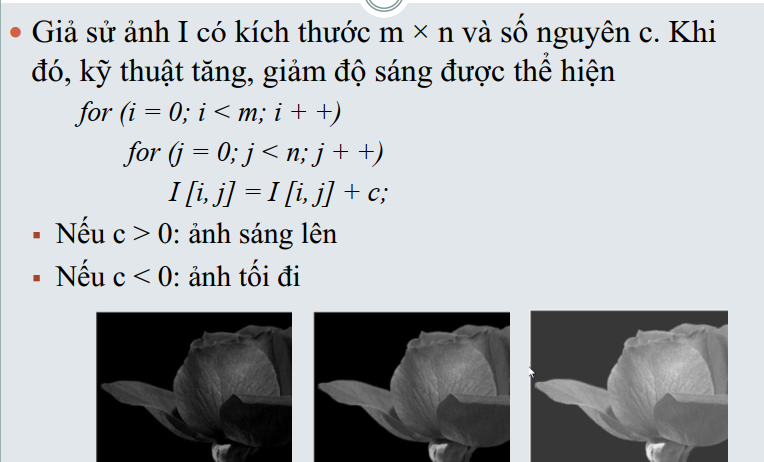 Giả sử ảnh I có kích thước m × n và số nguyên c. Khi
đó, kỹ thuật tăng, giảm độ sáng được thể hiện
for (i = 0; i < m; i + +)
for (j = 0; j < n; j + +)
I [i, j] = I [i, j] + c;
Nếu c > 0: ảnh sáng lên
Nếu c < 0: ảnh tối đi